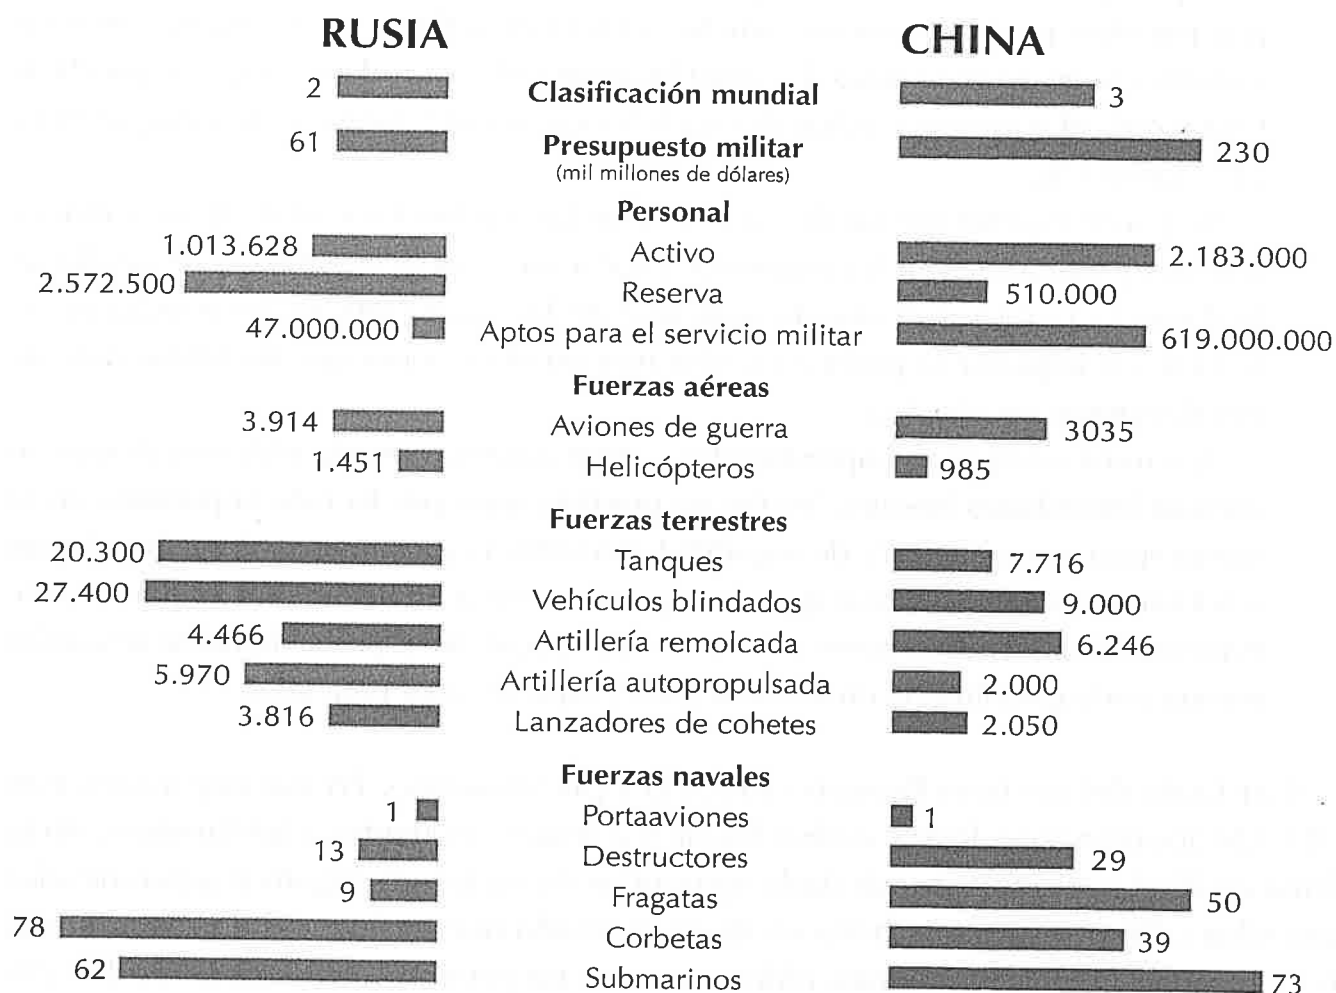 RUSIA CHINA
2 Clasificación mundial 3
61 Presupuesto militar 230
(mil millones de dólares)
Personal
1.013.628 Activo 2.183.000
2.572.500 Reserva 510.000
47.000.000 Aptos para el servicio militar 619.000.000
Fuerzas aéreas
3.914 Aviones de guerra 3035
1.451 Helicópteros 985
Fuerzas terrestres
20.300 Tanques 7.716
27.400 Vehículos blindados 9.000
4.466 Artillería remolcada 6.246
5.970 Artillería autopropulsada 2.000
3.816 Lanzadores de cohetes 2.050
Fuerzas navales
1 Portaaviones 1
13 Destructores 29
9 Fragatas 50
78 Corbetas 39
62 Submarinos 73